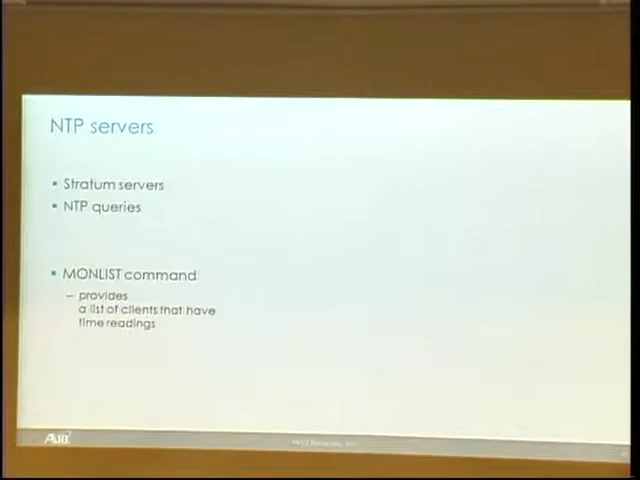 NTP servers
▪ Stratum servers
▪ NTP queries
▪ MONLIST command
– provides
a list of clients that have
time readings